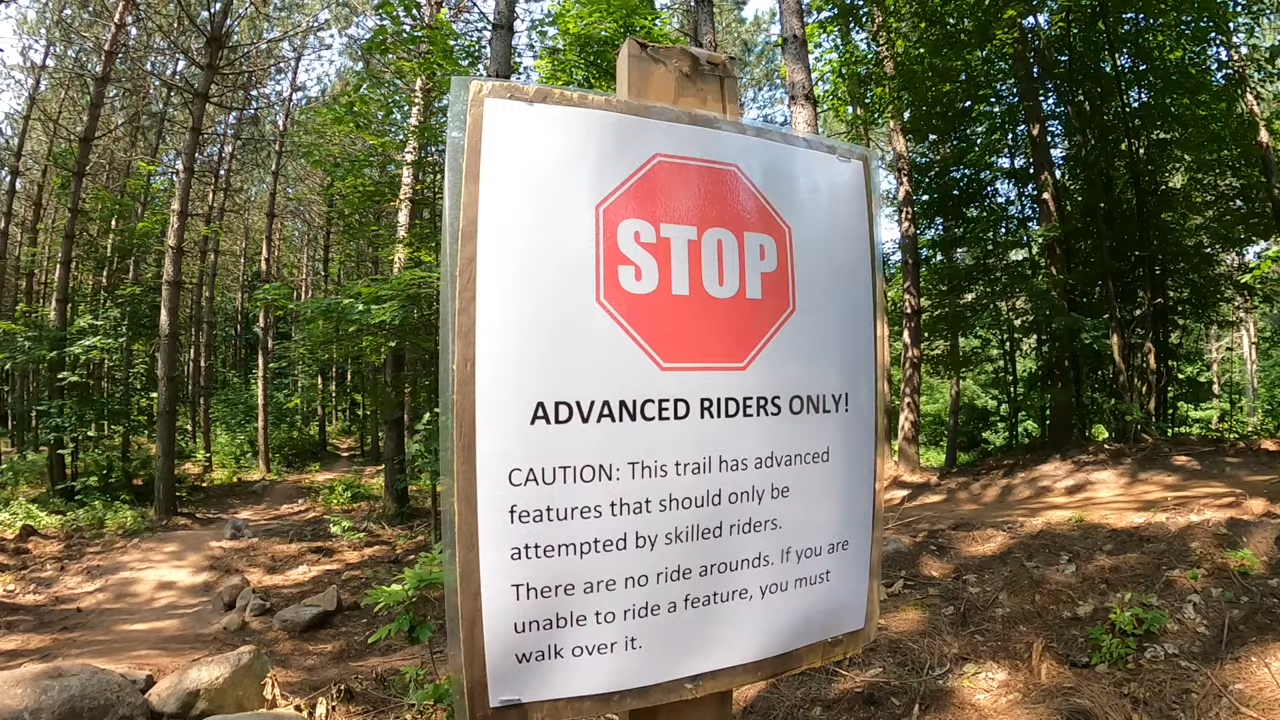 STOP
ADVANCED RIDERS ONLY!
CAUTION: This trail has advanced
features that should only be
attempted by skilled riders.
There are no ride arounds. If you are
unable to ride a feature, you must
walk over it.